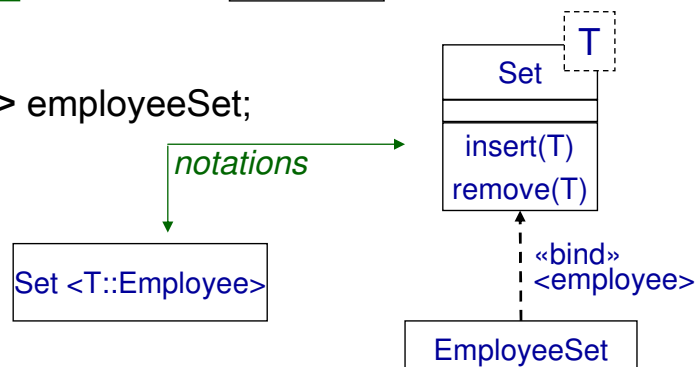 T
Set
> employeeSet;
insert(T)
notations
remove(T)
«bind»
<employee>
Set <T::Employee>
EmployeeSet